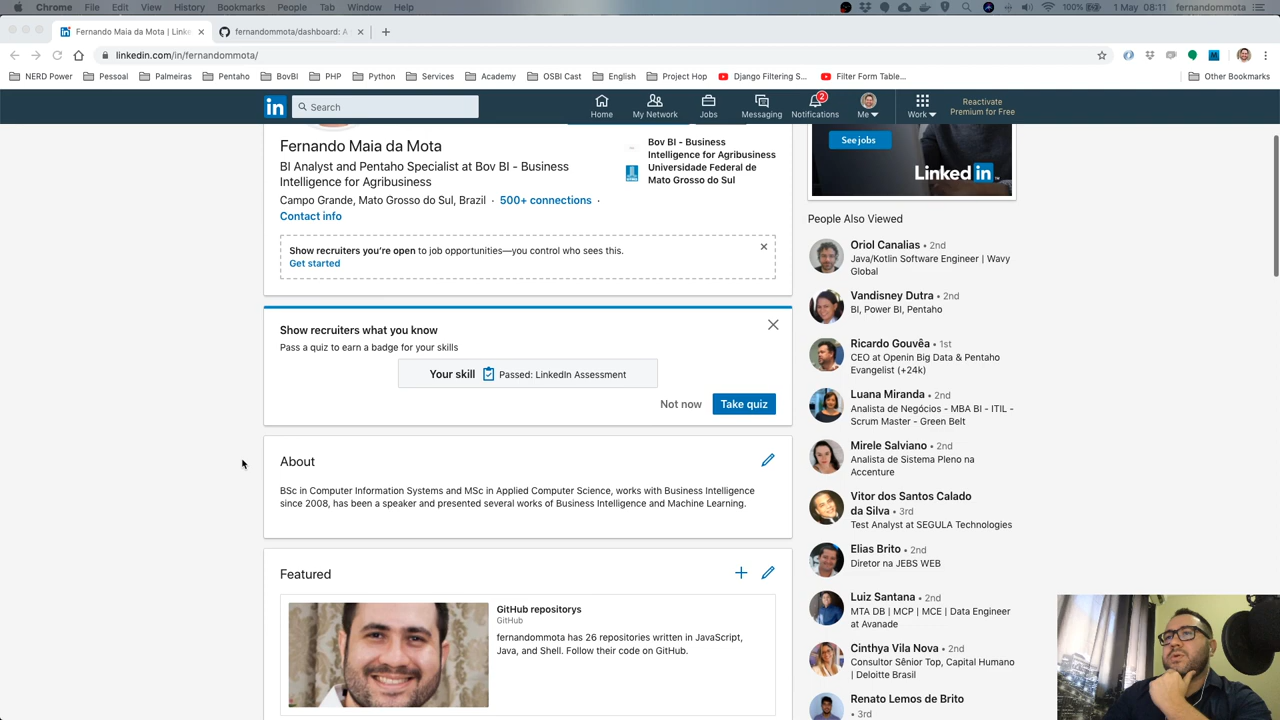 Chrome File Edit View History Bookmarks People Tab Window Help 100% 1 May 08:11 fernandommota
Fernando Maia da Mota | Linke fernandommota/dashboard: A
linkedin.com/in/fernandommota/
NERD Power Pessoal Palmeiras Pentaho BovBI PHP Python Services Academy OSBI Cast English Project Hop Django Filtering S... Filter Form Table... Other Bookmarks
in Search Home My Network Jobs Messaging 2 Notifications Me Work Reactivate
Premium for Free
Fernando Maia da Mota
BI Analyst and Pentaho Specialist at Bov BI - Business
Intelligence for Agribusiness
Campo Grande, Mato Grosso do Sul, Brazil · 500+ connections ·
Contact info
Bov BI - Business
Intelligence for Agribusiness
Universidade Federal de
Mato Grosso do Sul
Show recruiters you're open to job opportunities—you control who sees this.
Get started
Show recruiters what you know
Pass a quiz to earn a badge for your skills
Your skill Passed: LinkedIn Assessment
Not now Take quiz
About
BSc in Computer Information Systems and MSc in Applied Computer Science, works with Business Intelligence
since 2008, has been a speaker and presented several works of Business Intelligence and Machine Learning.
Featured
GitHub repositorys
GitHub
fernandommota has 26 repositories written in JavaScript,
Java, and Shell. Follow their code on GitHub.
See jobs
Linked in
People Also Viewed
Oriol Canalias • 2nd
Java/Kotlin Software Engineer | Wavy
Global
Vandisney Dutra • 2nd
BI, Power BI, Pentaho
Ricardo Gouvêa • 1st
CEO at Openin Big Data & Pentaho
Evangelist (+24k)
Luana Miranda • 2nd
Analista de Negócios - MBA BI - ITIL -
Scrum Master - Green Belt
Mirele Salviano • 2nd
Analista de Sistema Pleno na
Accenture
Vitor dos Santos Calado
da Silva • 3rd
Test Analyst at SEGULA Technologies
Elias Brito • 2nd
Diretor na JEBS WEB
Luiz Santana • 2nd
MTA DB | MCP | MCE | Data Engineer
at Avanade
Cinthya Vila Nova • 2nd
Consultor Sênior Top, Capital Humano
| Deloitte Brasil
Renato Lemos de Brito
• 3rd